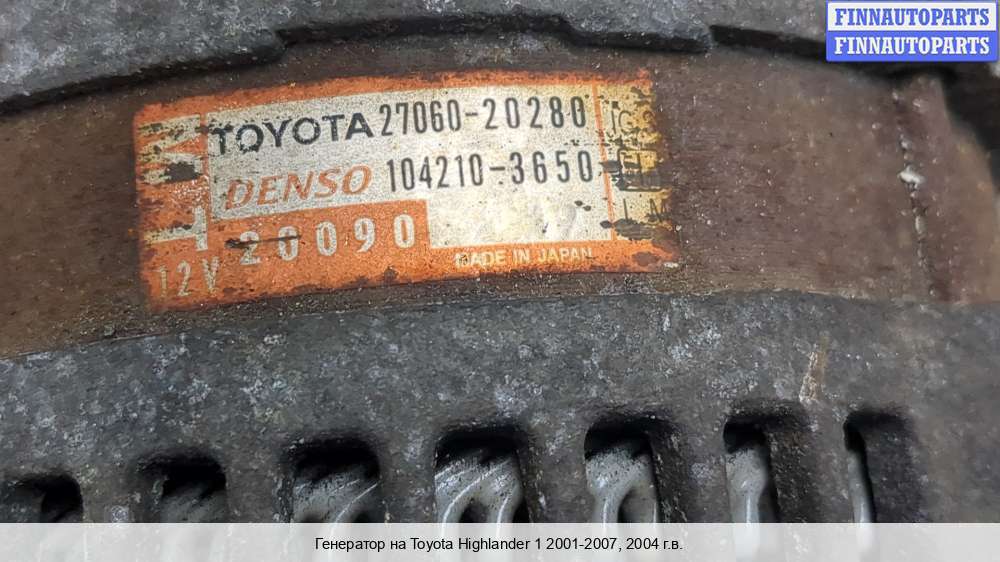 FINNAUTOPARTS
FINNAUTOPARTS
TOYOTA 27060-20280
DENSO 104210-3650
20090
12V
MADE IN JAPAN
Генератор на Toyota Highlander 1 2001-2007, 2004 г.в.